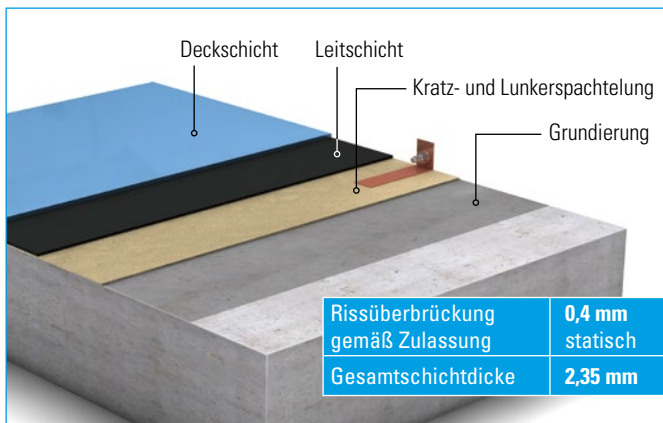 Deckschicht
Leitschicht
Kratz- und Lunkerspachtelung
Grundierung
Rissüberbrückung 0,4 mm
gemäß Zulassung statisch
Gesamtschichtdicke 2,35 mm